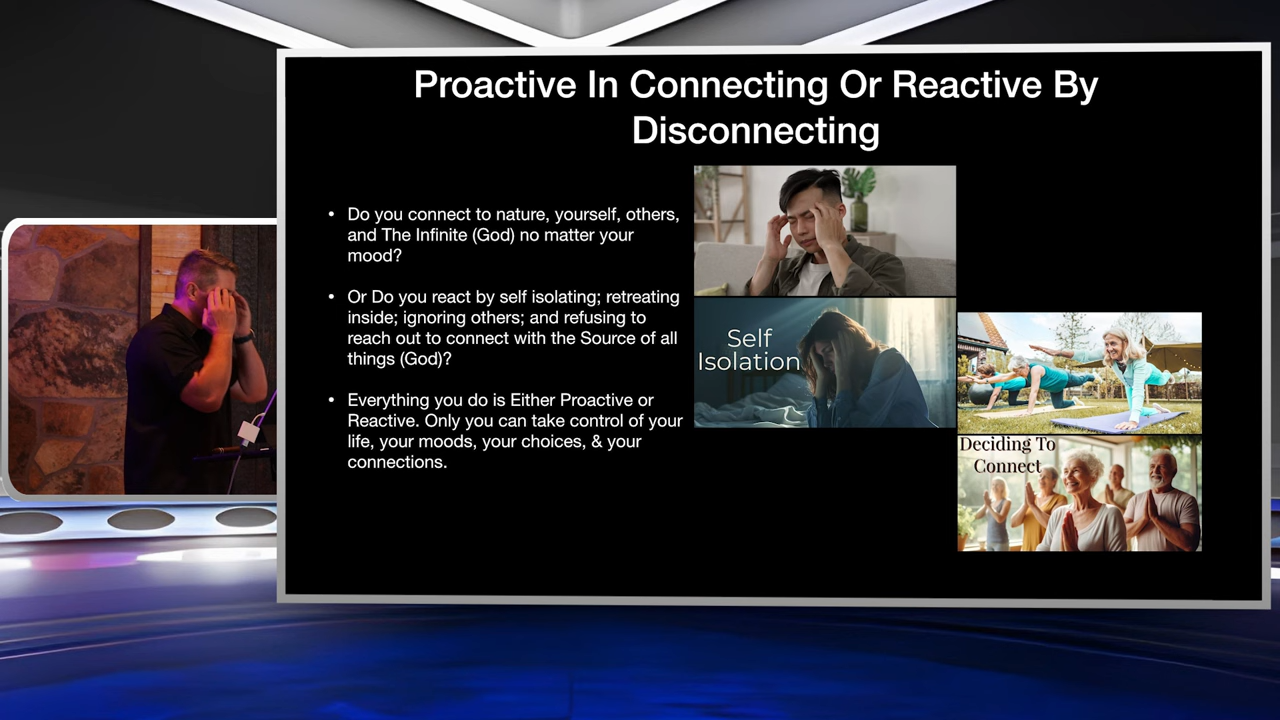 Proactive In Connecting Or Reactive By
Disconnecting
• Do you connect to nature, yourself, others,
and The Infinite (God) no matter your
mood?
• Or Do you react by self isolating; retreating
inside; ignoring others; and refusing to
reach out to connect with the Source of all
things (God)?
• Everything you do is Either Proactive or
Reactive. Only you can take control of your
life, your moods, your choices, & your
connections.
Self
Isolation
Deciding To
Connect